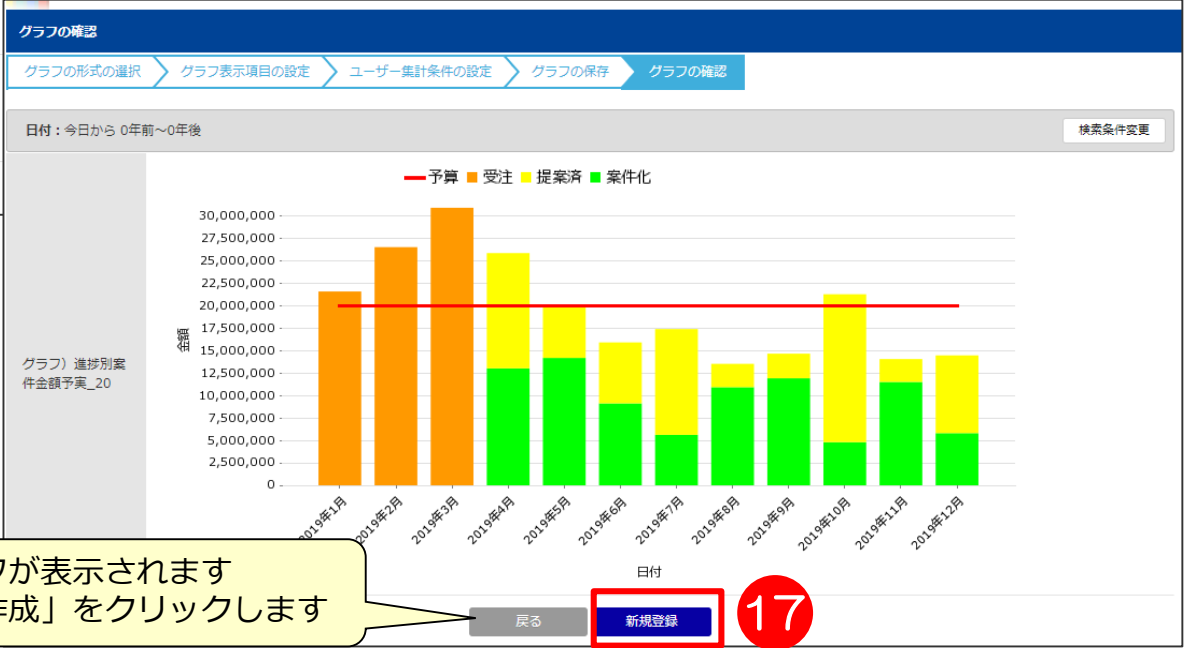 グラフの確認
グラフの形式の選択 グラフ表示項目の設定 ユーザー集計条件の設定 グラフの保存 グラフの確認
日付：今日から 0年前～0年後 検索条件変更
予算 受注 提案済 案件化
30,000,000
27,500,000
25,000,000
22,500,000
20,000,000
17,500,000
15,000,000
12,500,000
10,000,000
7,500,000
5,000,000
2,500,000
0
金額
グラフ）進捗別案
件金額予実_20
2019年1月 2019年2月 2019年3月 2019年4月 2019年5月 2019年6月 2019年7月 2019年8月 2019年9月 2019年10月 2019年11月 2019年12月
日付
が表示されます
成」をクリックします
戻る 新規登録 17